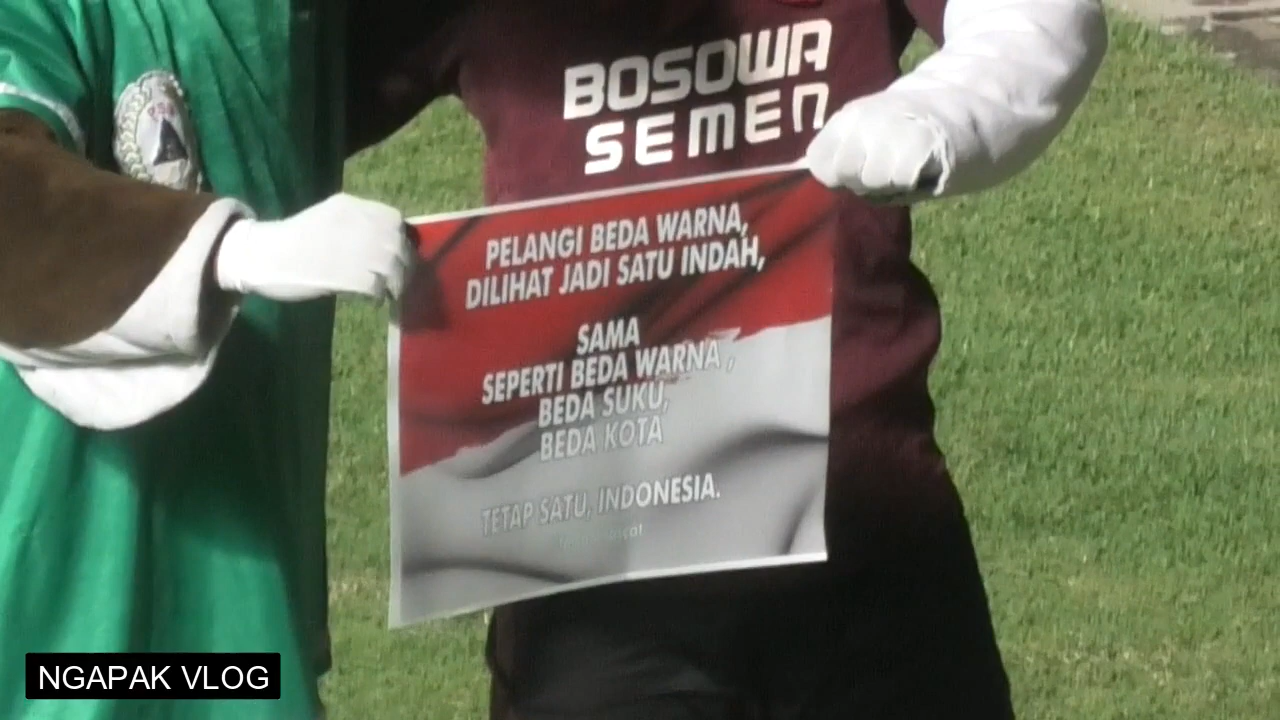 BOSOWA
SEMEN
PELANGI BEDA WARNA,
DILIHAT JADI SATU INDAH,
SAMA
SEPERTI BEDA WARNA ,
BEDA SUKU,
BEDA KOTA
TETAP SATU, INDONESIA.
NGAPAK VLOG